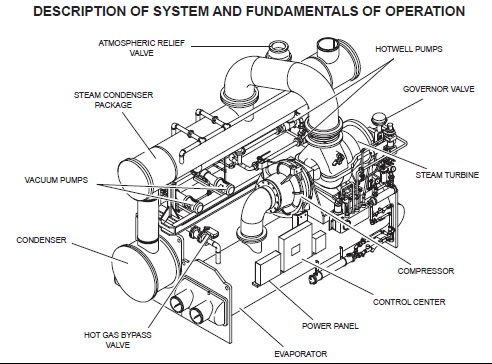 DESCRIPTION OF SYSTEM AND FUNDAMENTALS OF OPERATION
ATMOSPHERIC RELIEF
VALVE
HOTWELL PUMPS
GOVERNOR VALVE
STEAM CONDENSER
PACKAGE
STEAM TURBINE
VACUUM PUMPS
CONDENSER
COMPRESSOR
CONTROL CENTER
POWER PANEL
HOT GAS BYPASS
VALVE
EVAPORATOR